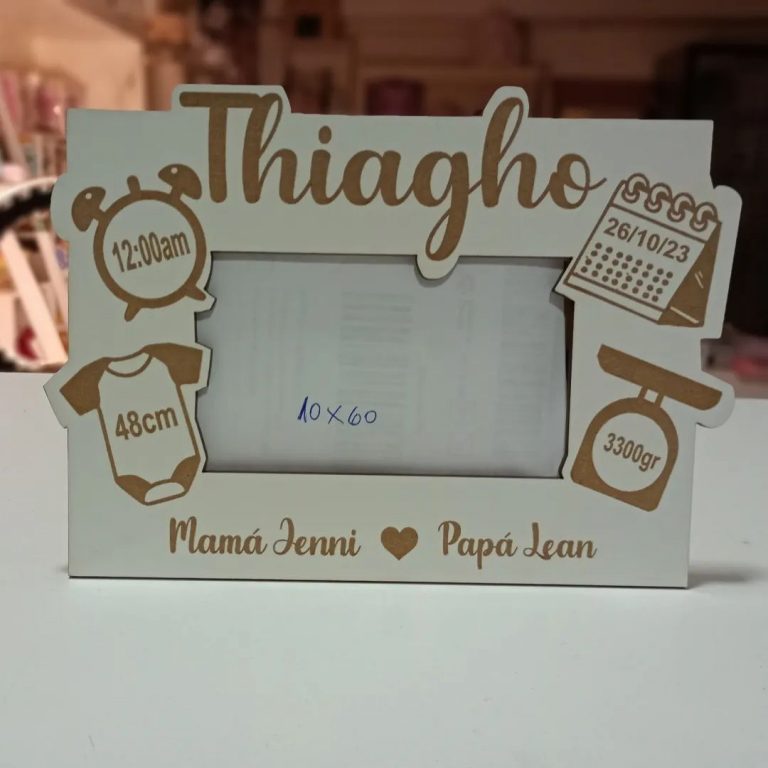 Thiagho
12:00am
26/10/23
48cm
10x60
3300gr
Mamá Jenni ♥ Papá Lean